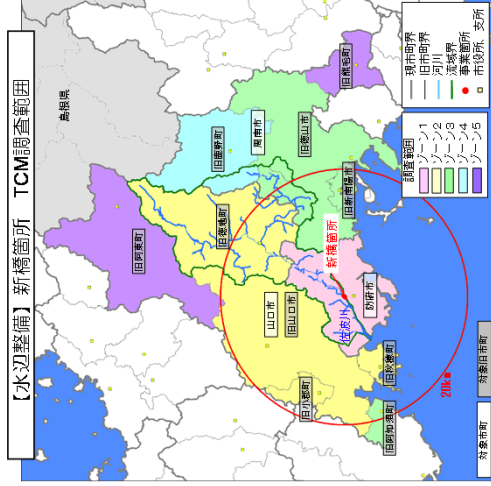 【水辺整備】 新橋箇所　TCM調査範囲
島根県
旧阿東町
旧鹿野町
周南市
旧徳地町
旧徳山市
旧熊毛町
旧新南陽市
山口市
旧山口市
新橋箇所
佐波川
防府市
旧小郡町
旧秋穂町
旧阿知須町
20km
現市町界
旧市町界
河川
流域界
事業箇所
市役所、支所
調査範囲
ゾーン1
ゾーン2
ゾーン3
ゾーン4
ゾーン5
対象市町
対象旧市町